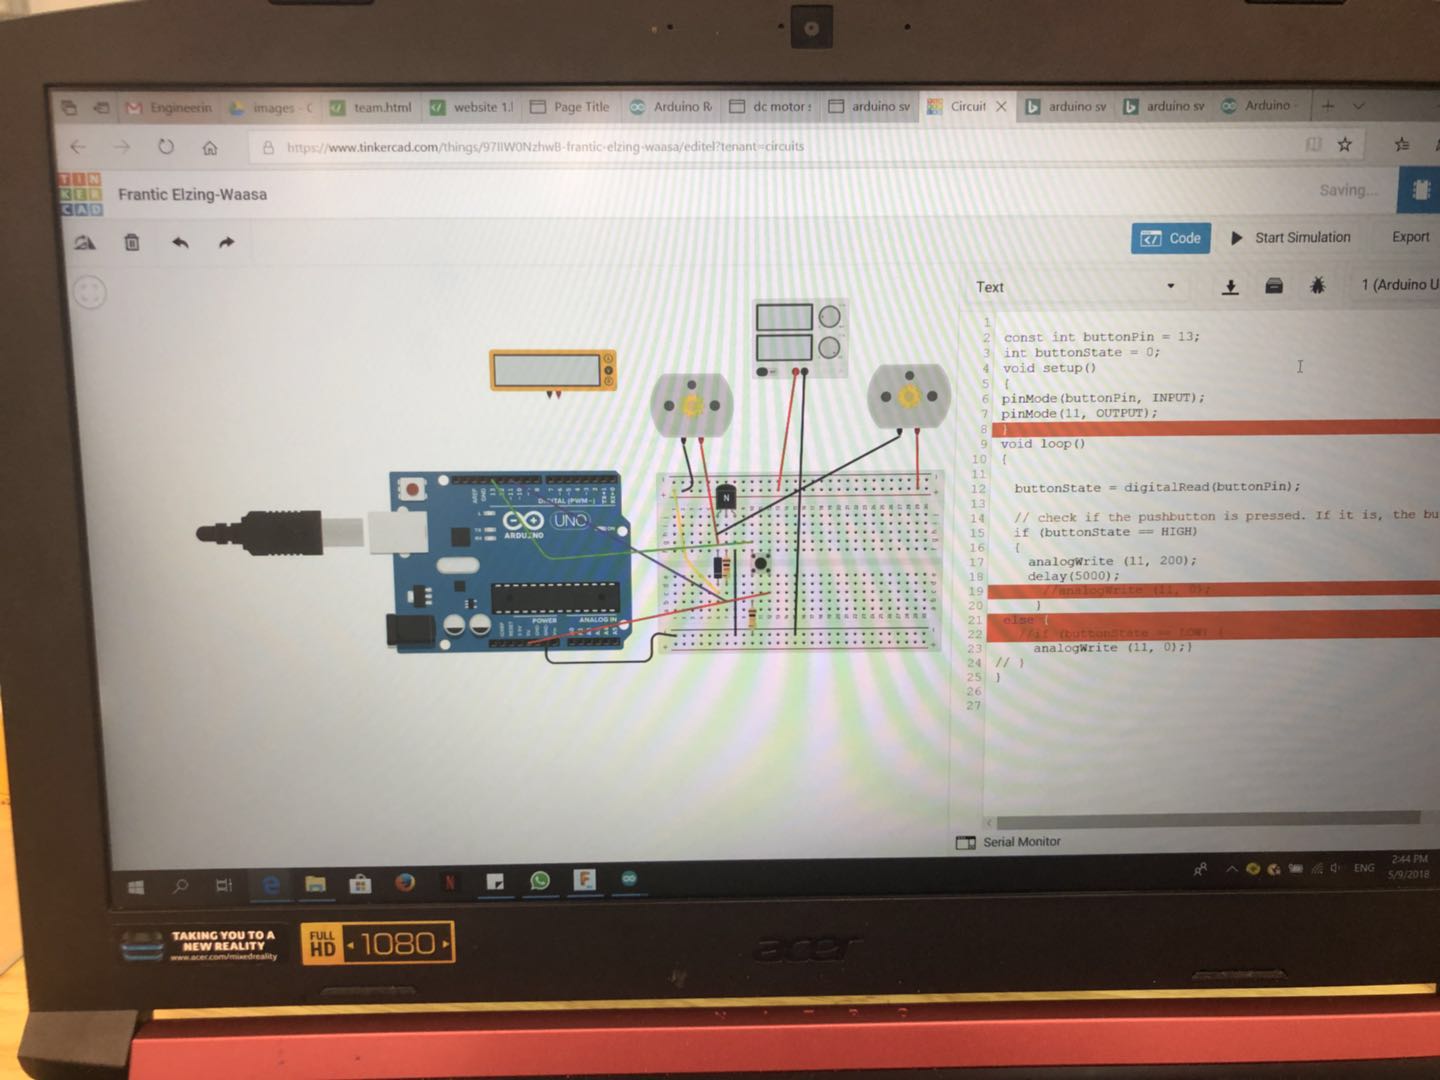 Engineerin
images - C
team.html
website 1.l
Page Title
Arduino R
dc motor s
arduino sv
Circuit
arduino sv
arduino sv
Arduino -
https://www.tinkercad.com/things/97IIW0NzhwB-frantic-elzing-waasa/editel?tenant=circuits
TIN
KER
CAD
Frantic Elzing-Waasa
Saving...
Code
Start Simulation
Export
Text
1 (Arduino U
1
2 const int buttonPin = 13;
3 int buttonState = 0;
4 void setup()
5 {
6 pinMode(buttonPin, INPUT);
7 pinMode(11, OUTPUT);
8 }
9 void loop()
10 {
11
12 buttonState = digitalRead(buttonPin);
13
14 // check if the pushbutton is pressed. If it is, the bu
15 if (buttonState == HIGH)
16 {
17 analogWrite (11, 200);
18 delay(5000);
19 //analogWrite (11, 0);
20 }
21 else {
22 //if (buttonState == LOW)
23 analogWrite (11, 0);}
24 // }
25 }
26
27
DIGITAL (PWM~)
UNO
ARDUINO
ON
POWER
ANALOG IN
N
Serial Monitor
ENG
2:44 PM
5/9/2018
TAKING YOU TO A
NEW REALITY
www.acer.com/mixedreality
FULL
HD
1080
acer